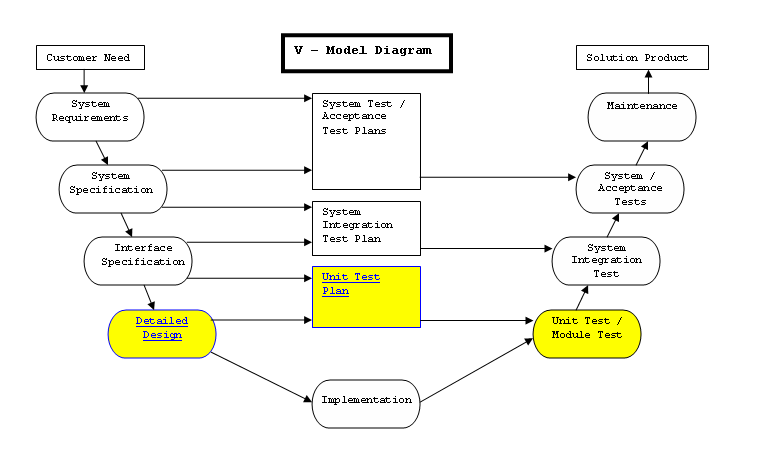 V – Model Diagram
Customer Need
Solution Product
System
Requirements
System Test /
Acceptance
Test Plans
Maintenance
System
Specification
System /
Acceptance
Tests
System
Integration
Test Plan
Interface
Specification
System
Integration
Test
Unit Test
Plan
Detailed
Design
Unit Test /
Module Test
Implementation